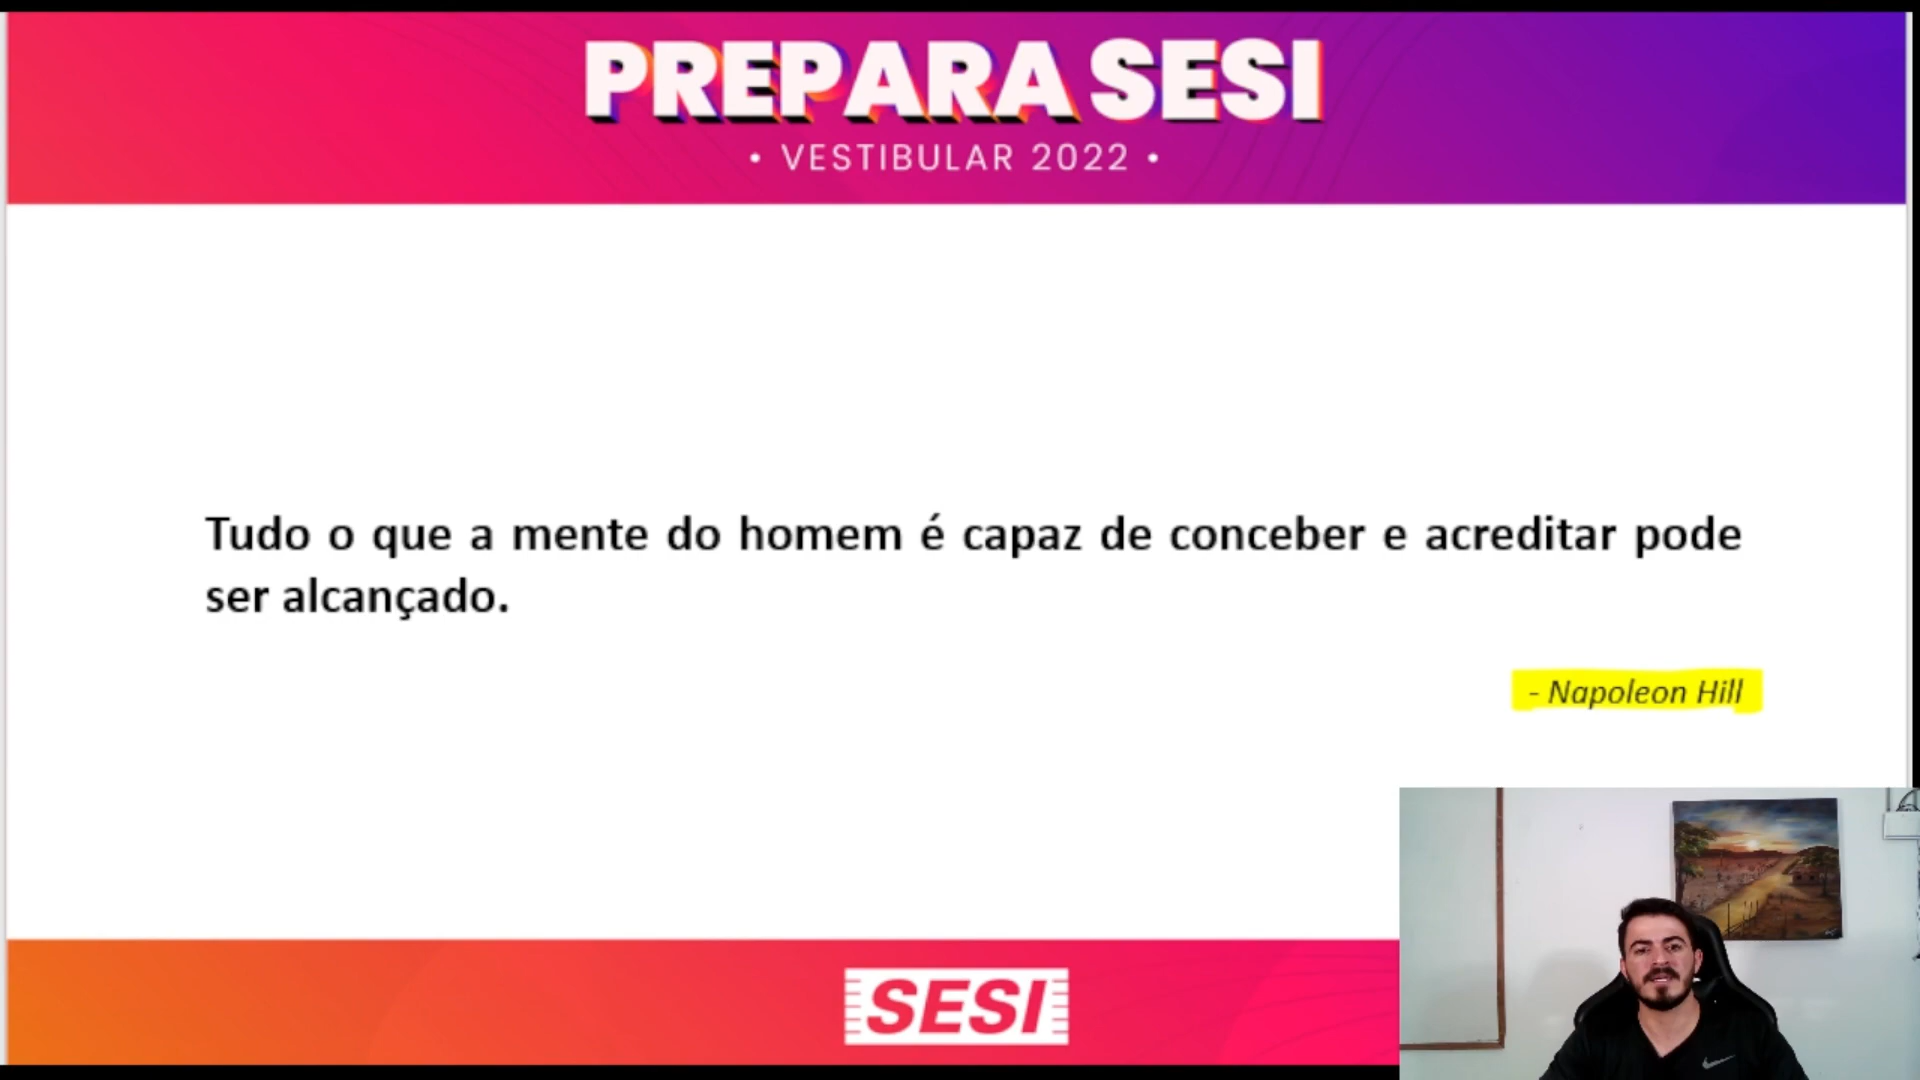 PREPARA SESI
• VESTIBULAR 2022 •
Tudo o que a mente do homem é capaz de conceber e acreditar pode
ser alcançado.
- Napoleon Hill
SESI